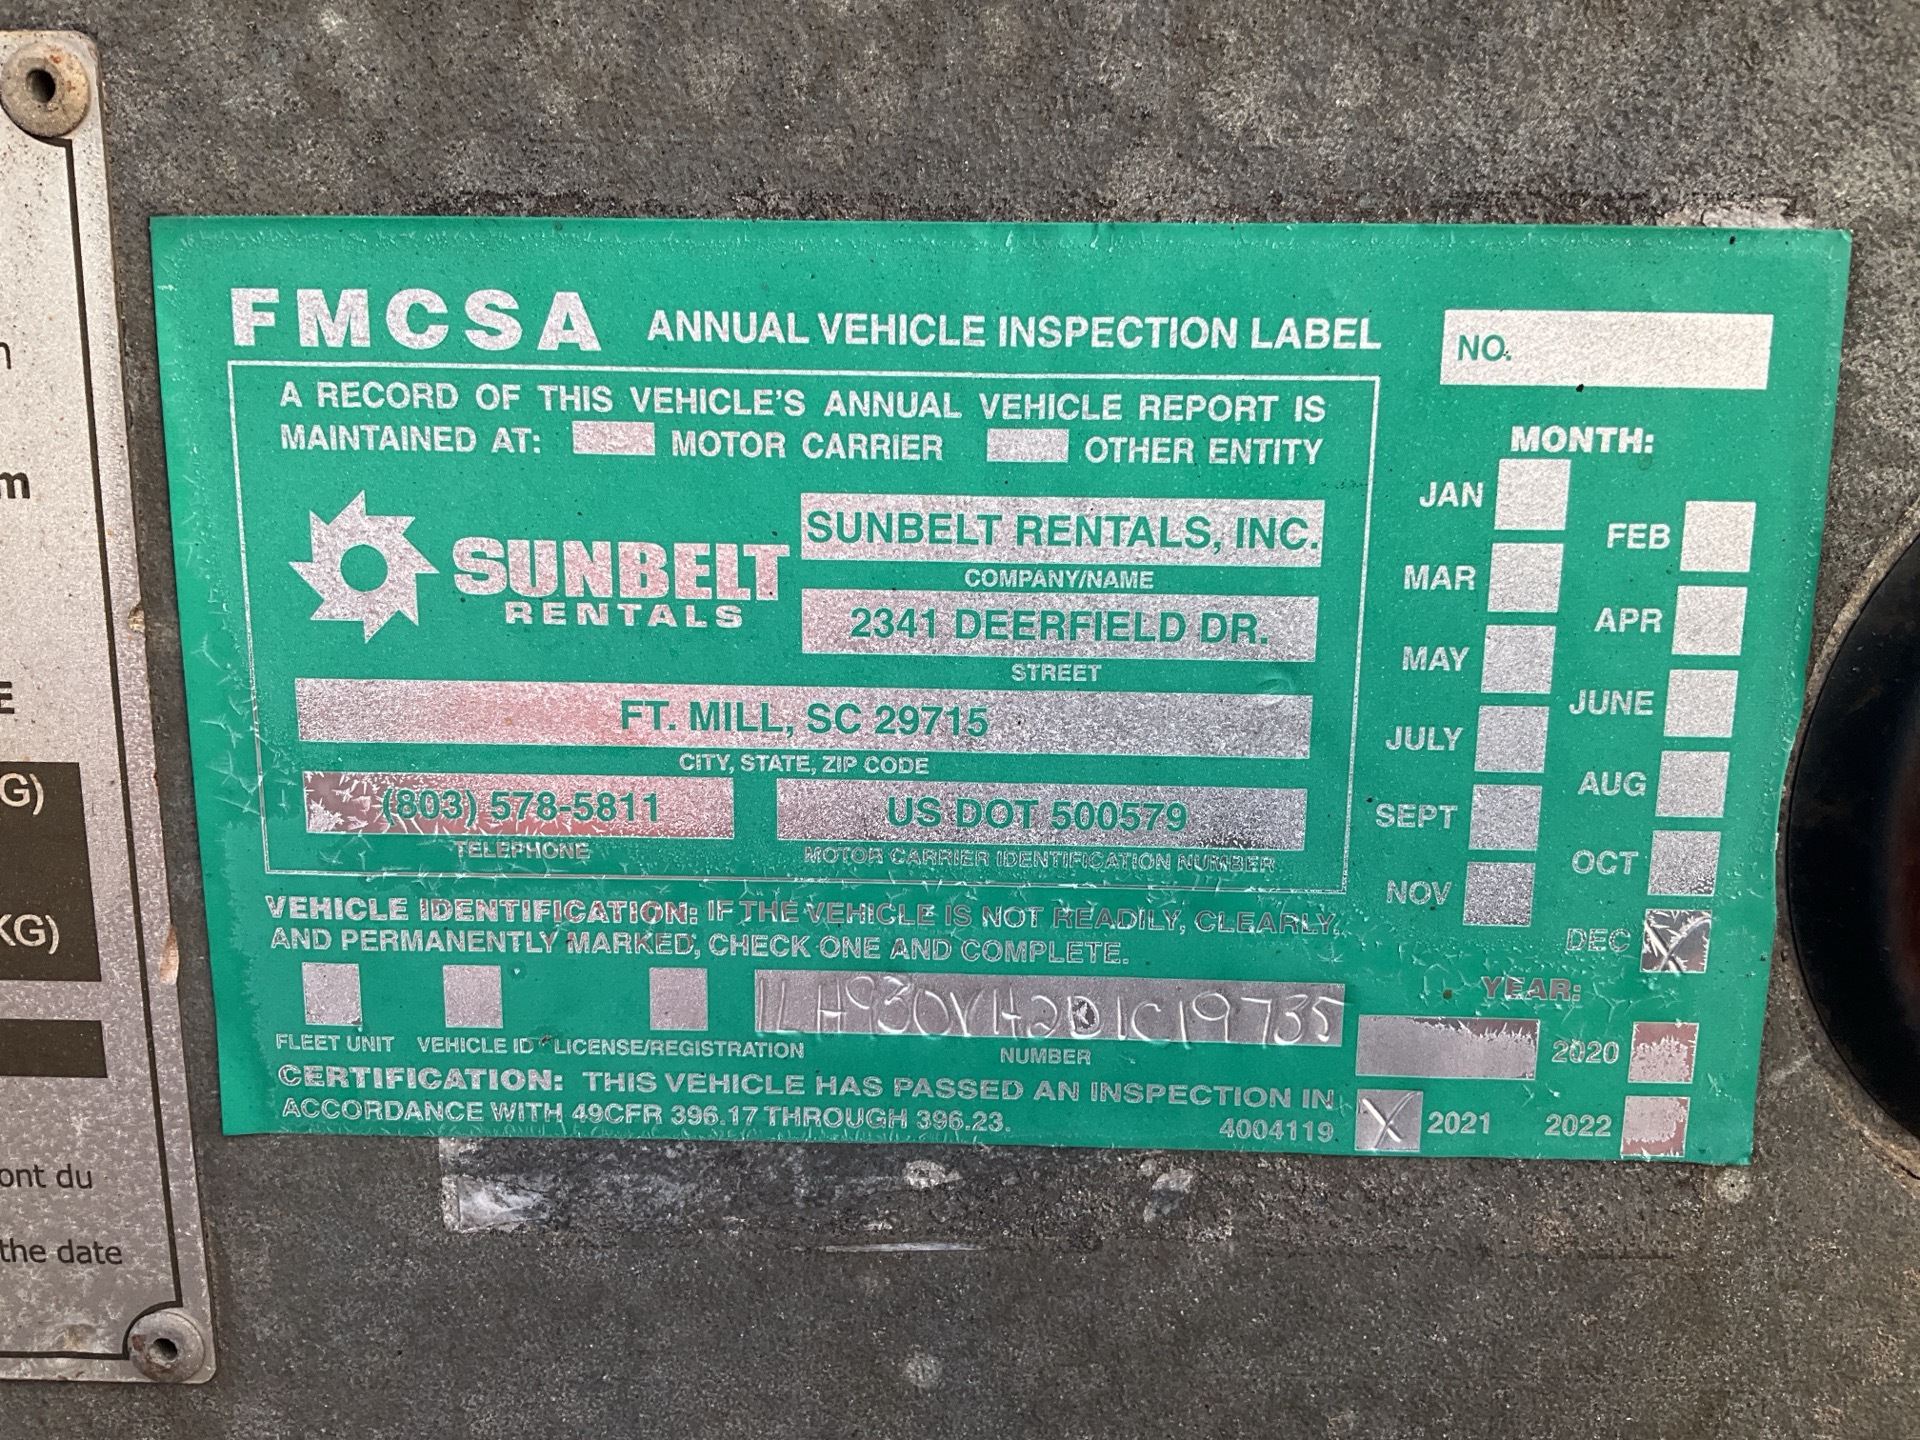 n
m
E
G)
KG)
ont du
the date
FMCSA ANNUAL VEHICLE INSPECTION LABEL
NO.
A RECORD OF THIS VEHICLE'S ANNUAL VEHICLE REPORT IS
MAINTAINED AT: MOTOR CARRIER OTHER ENTITY
SUNBELT
RENTALS
SUNBELT RENTALS, INC.
COMPANY/NAME
2341 DEERFIELD DR.
STREET
FT. MILL, SC 29715
CITY, STATE, ZIP CODE
(803) 578-5811
TELEPHONE
US DOT 500579
MOTOR CARRIER IDENTIFICATION NUMBER
VEHICLE IDENTIFICATION: IF THE VEHICLE IS NOT READILY, CLEARLY,
AND PERMANENTLY MARKED, CHECK ONE AND COMPLETE.
1LH930VH2D1C19735
FLEET UNIT VEHICLE ID LICENSE/REGISTRATION NUMBER
CERTIFICATION: THIS VEHICLE HAS PASSED AN INSPECTION IN
ACCORDANCE WITH 49CFR 396.17 THROUGH 396.23.
4004119
MONTH:
JAN
FEB
MAR
APR
MAY
JUNE
JULY
AUG
SEPT
OCT
NOV
DEC X
YEAR:
2020
X 2021
2022